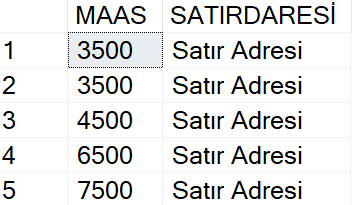 MAAS SATIRDARESİ
1 3500 Satır Adresi
2 3500 Satır Adresi
3 4500 Satır Adresi
4 6500 Satır Adresi
5 7500 Satır Adresi